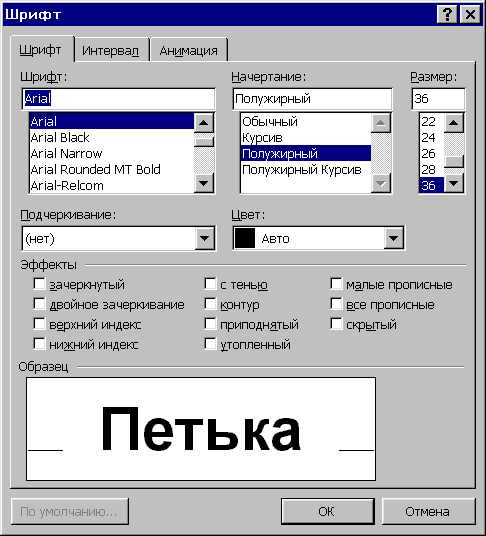 Шрифт
Шрифт Интервал Анимация
Шрифт: Начертание: Размер:
Arial Полужирный 36
Arial Обычный 22
Arial Black Курсив 24
Arial Narrow Полужирный 26
Arial Rounded MT Bold Полужирный Курсив 28
Arial-Relcom 36
Подчеркивание: Цвет:
(нет) Авто
Эффекты
зачеркнутый с тенью малые прописные
двойное зачеркивание контур все прописные
верхний индекс приподнятый скрытый
нижний индекс утопленный
Образец
Петька
По умолчанию... ОК Отмена